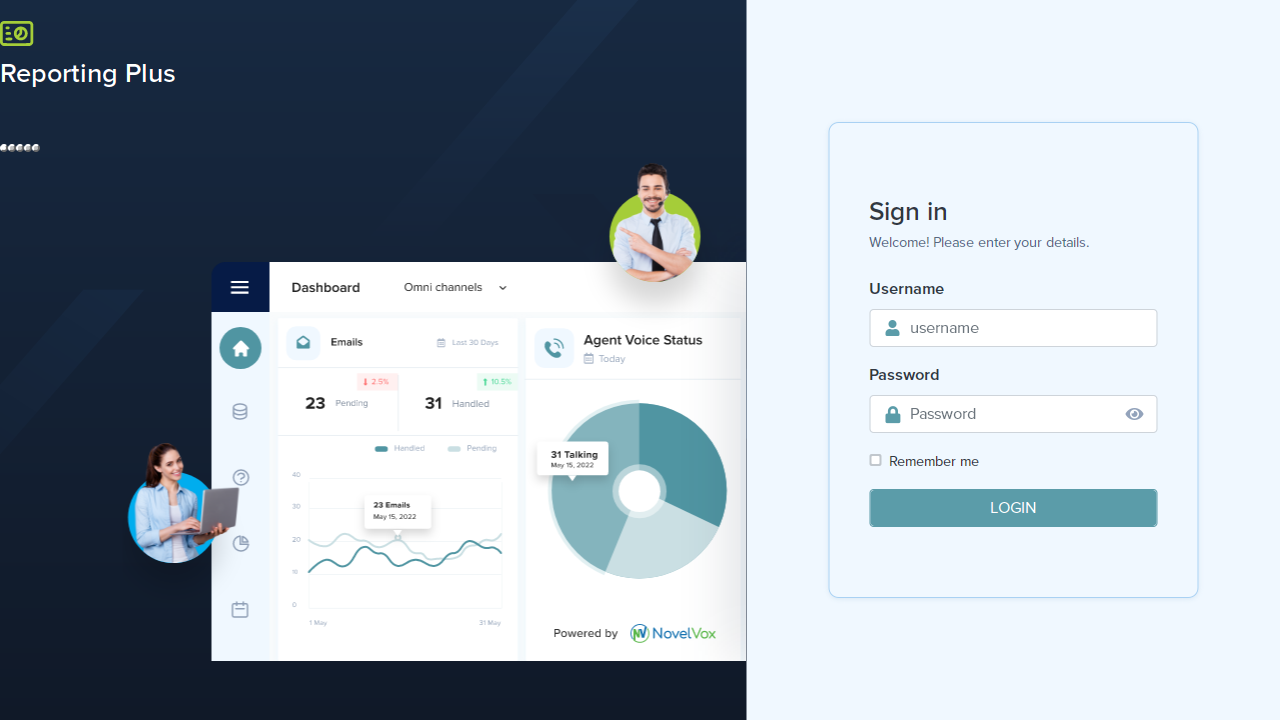 Reporting Plus
Dashboard
Omni channels
Emails
Last 30 Days
2.5%
10.5%
23 Pending
31 Handled
Handled
Pending
40
30
20
10
0
23 Emails
May 15, 2022
1 May
31 May
Agent Voice Status
Today
31 Talking
May 15, 2022
Powered by NovelVox
Sign in
Welcome! Please enter your details.
Username
username
Password
Password
Remember me
LOGIN